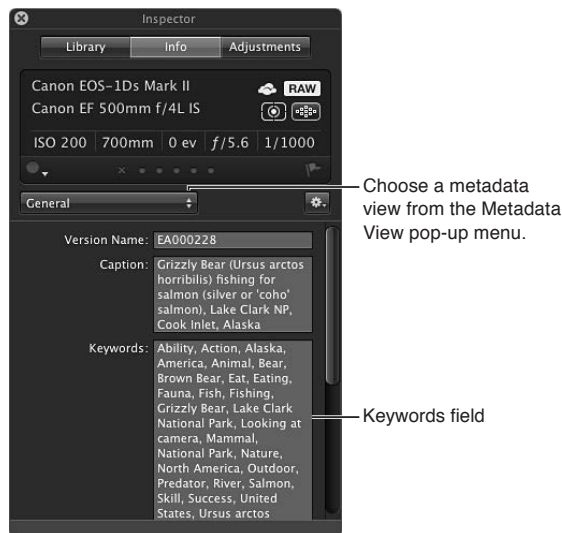 Inspector
Library Info Adjustments
Canon EOS-1Ds Mark II RAW
Canon EF 500mm f/4L IS
ISO 200 700mm 0 ev f/5.6 1/1000
General
Choose a metadata
view from the Metadata
View pop-up menu.
Version Name: EA000228
Caption: Grizzly Bear (Ursus arctos
horribilis) fishing for
salmon (silver or 'coho'
salmon), Lake Clark NP,
Cook Inlet, Alaska
Keywords: Ability, Action, Alaska,
America, Animal, Bear,
Brown Bear, Eat, Eating,
Fauna, Fish, Fishing,
Grizzly Bear, Lake Clark
National Park, Looking at
camera, Mammal,
National Park, Nature,
North America, Outdoor,
Predator, River, Salmon,
Skill, Success, United
States, Ursus arctos
Keywords field